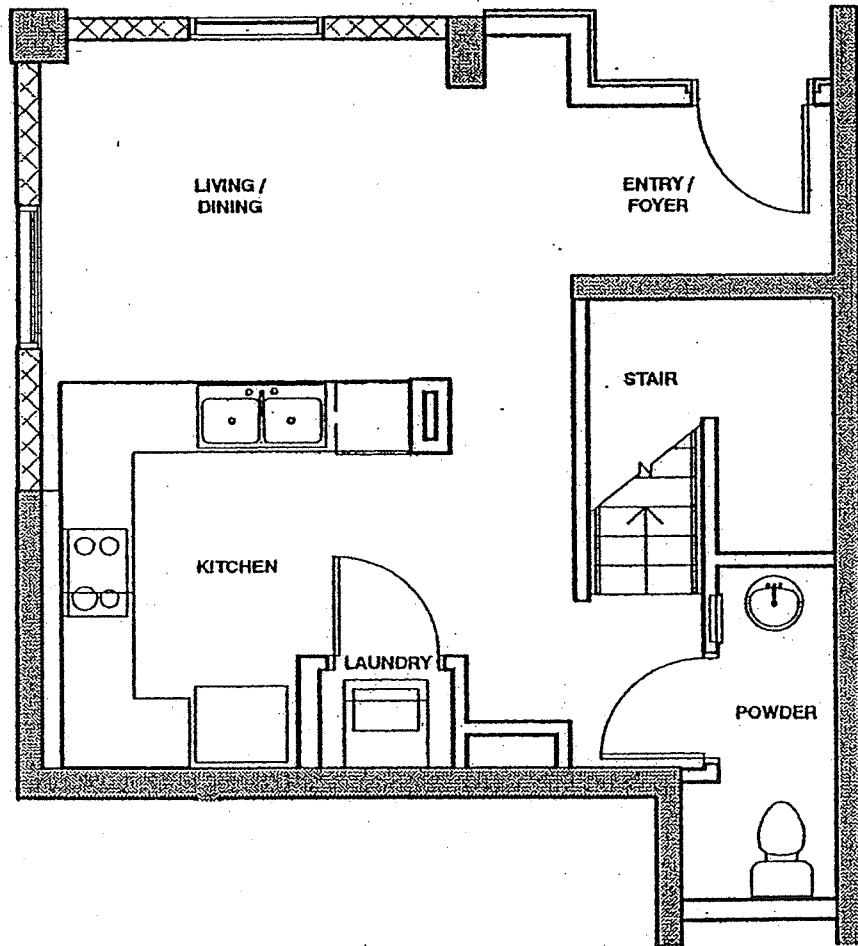 LIVING /
DINING
ENTRY /
FOYER
STAIR
KITCHEN
LAUNDRY
POWDER